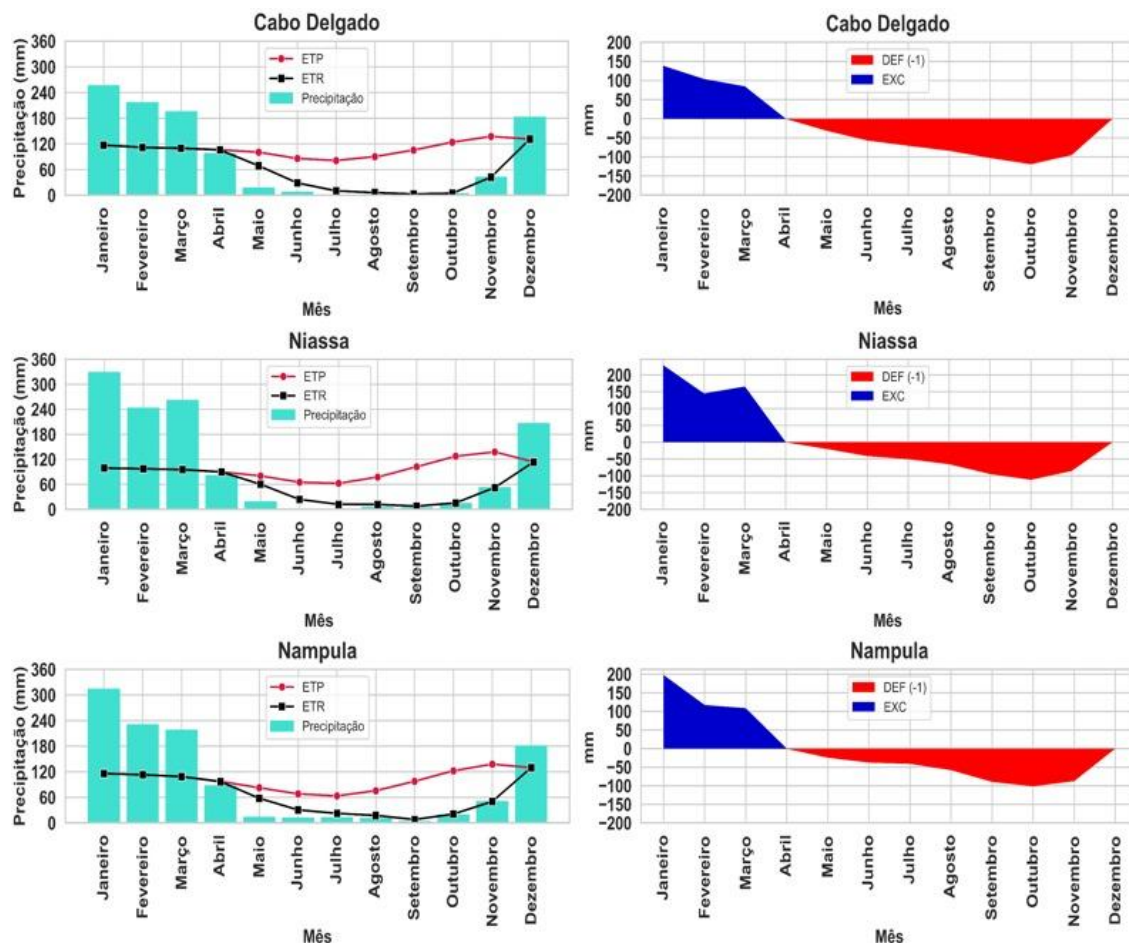 Cabo Delgado
Precipitação (mm)
360
300
240
180
120
60
0
ETP
ETR
Precipitação
Janeiro
Fevereiro
Março
Abril
Maio
Junho
Julho
Agosto
Setembro
Outubro
Novembro
Dezembro
Mês
Cabo Delgado
mm
200
150
100
50
0
−50
−100
−150
−200
DEF (-1)
EXC
Janeiro
Fevereiro
Março
Abril
Maio
Junho
Julho
Agosto
Setembro
Outubro
Novembro
Dezembro
Mês
Niassa
Precipitação (mm)
360
300
240
180
120
60
0
ETP
ETR
Precipitação
Janeiro
Fevereiro
Março
Abril
Maio
Junho
Julho
Agosto
Setembro
Outubro
Novembro
Dezembro
Mês
Niassa
mm
200
150
100
50
0
−50
−100
−150
−200
DEF (-1)
EXC
Janeiro
Fevereiro
Março
Abril
Maio
Junho
Julho
Agosto
Setembro
Outubro
Novembro
Dezembro
Mês
Nampula
Precipitação (mm)
360
300
240
180
120
60
0
ETP
ETR
Precipitação
Janeiro
Fevereiro
Março
Abril
Maio
Junho
Julho
Agosto
Setembro
Outubro
Novembro
Dezembro
Mês
Nampula
mm
200
150
100
50
0
−50
−100
−150
−200
DEF (-1)
EXC
Janeiro
Fevereiro
Março
Abril
Maio
Junho
Julho
Agosto
Setembro
Outubro
Novembro
Dezembro
Mês